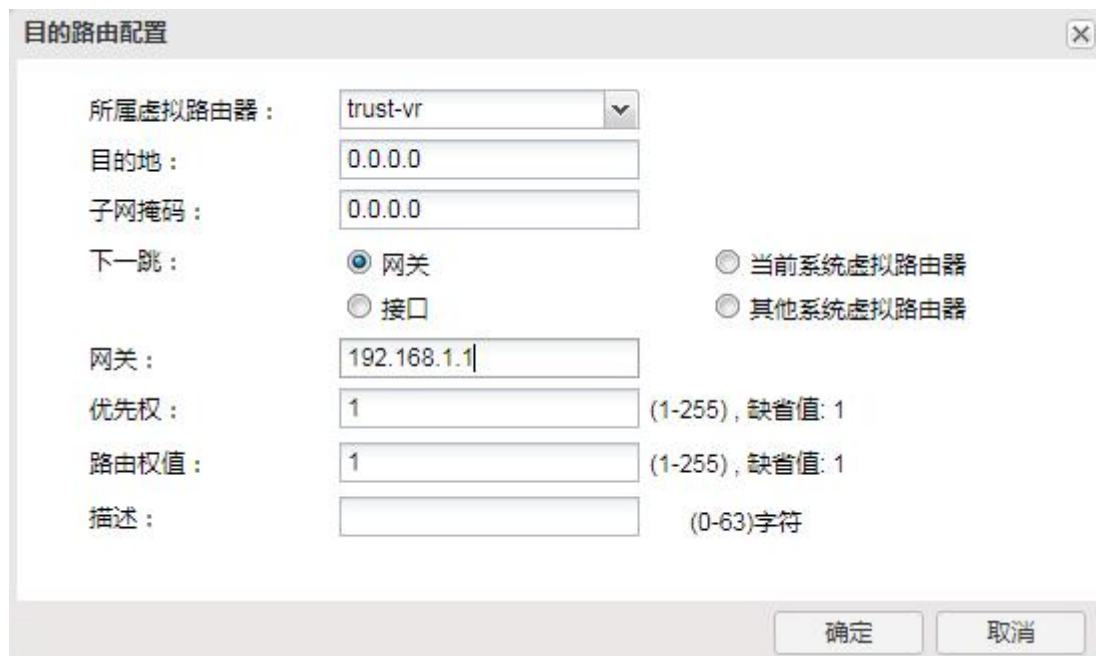 目的路由配置
所属虚拟路由器： trust-vr
目的地： 0.0.0.0
子网掩码： 0.0.0.0
下一跳： 网关 当前系统虚拟路由器
接口 其他系统虚拟路由器
网关： 192.168.1.1
优先权： 1 (1-255) , 缺省值: 1
路由权值： 1 (1-255) , 缺省值: 1
描述： (0-63)字符
确定 取消